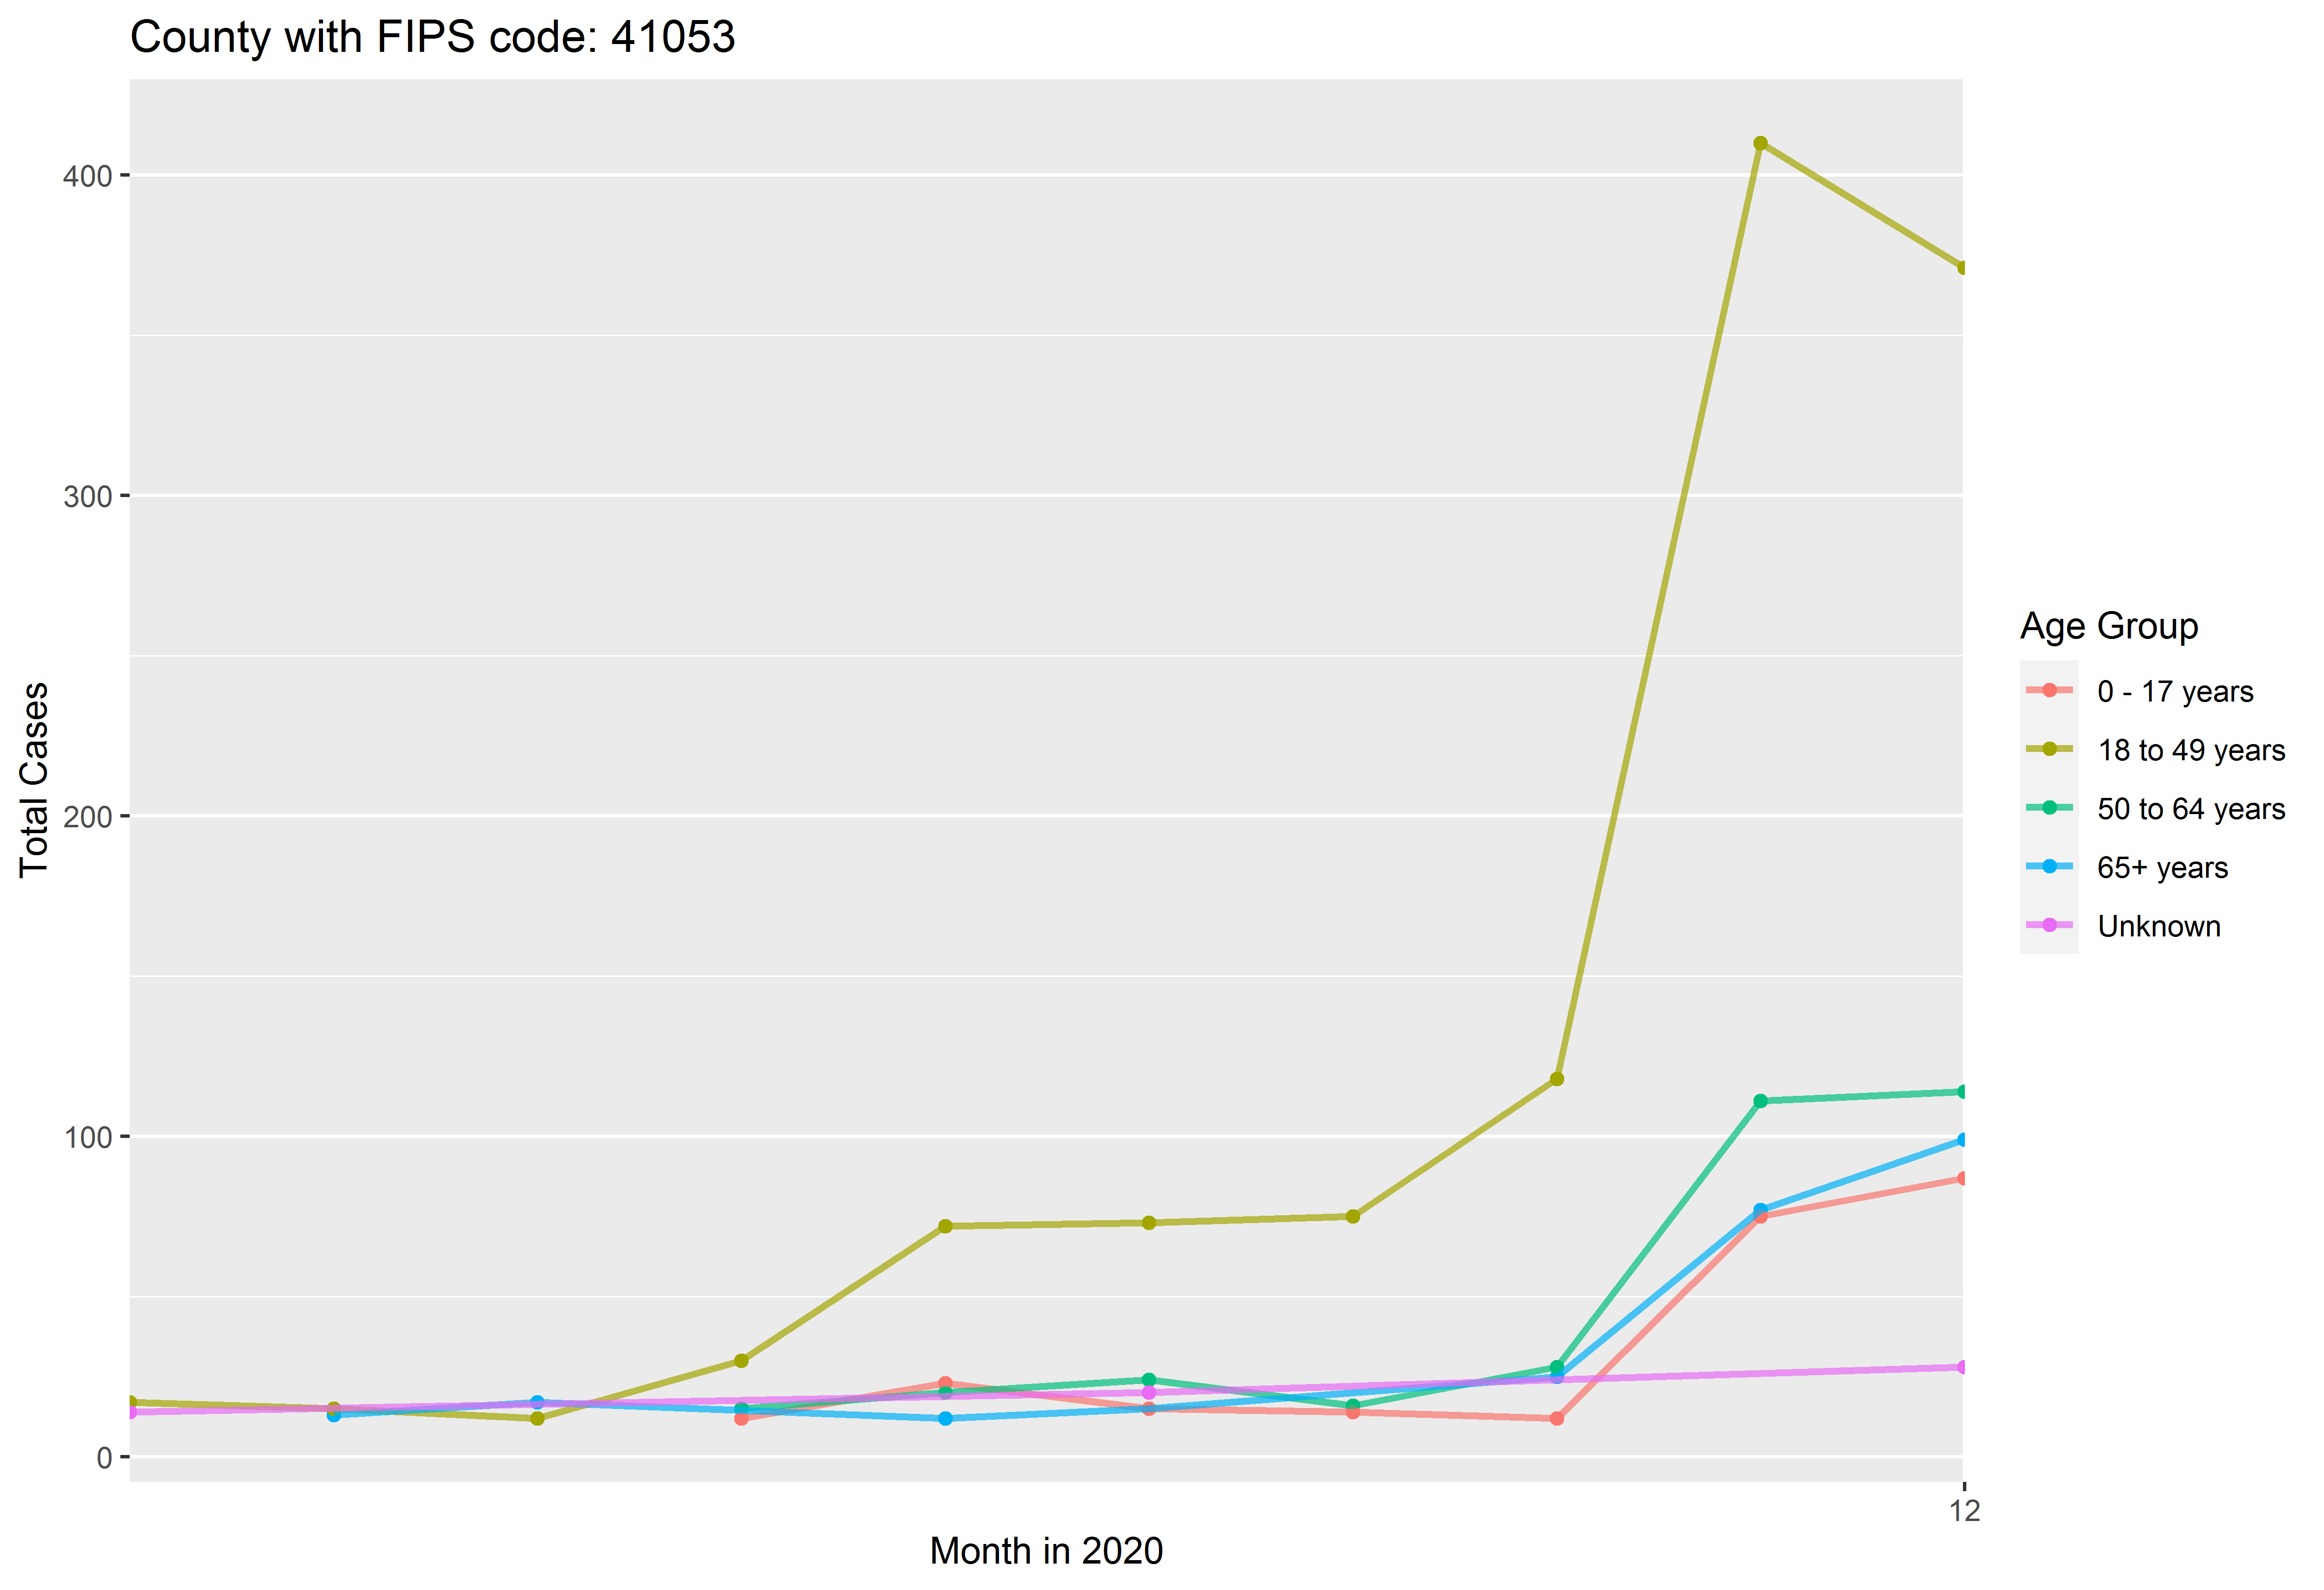 County with FIPS code: 41053
400
300
200
100
0
Total Cases
12
Month in 2020
Age Group
0 - 17 years
18 to 49 years
50 to 64 years
65+ years
Unknown